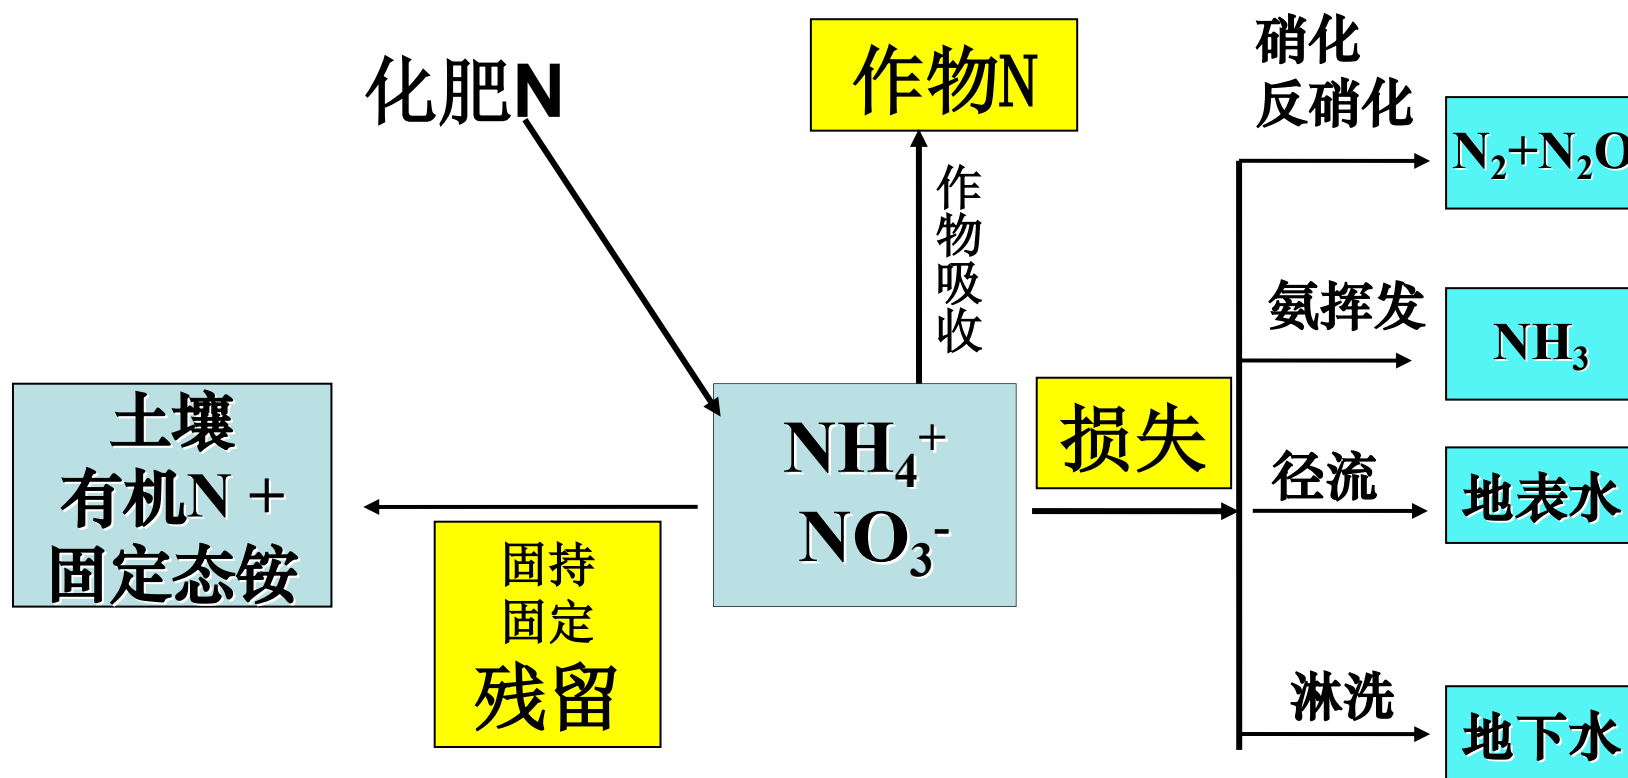 化肥N
作物N
硝化
反硝化
N₂+N₂O
作物吸收
氨挥发
NH₃
土壤
有机N +
固定态铵
NH₄⁺
NO₃⁻
损失
径流
地表水
固持
固定
残留
淋洗
地下水